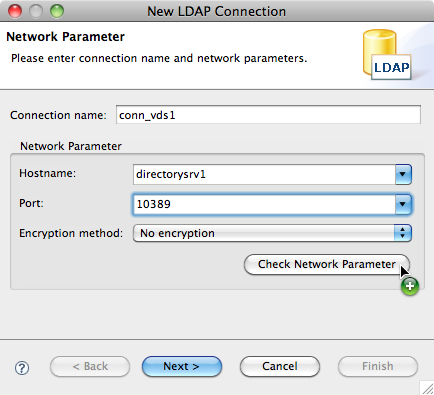 New LDAP Connection
Network Parameter
Please enter connection name and network parameters.
LDAP
Connection name: conn_vds1
Network Parameter
Hostname: directorysrv1
Port: 10389
Encryption method: No encryption
Check Network Parameter
? < Back Next > Cancel Finish